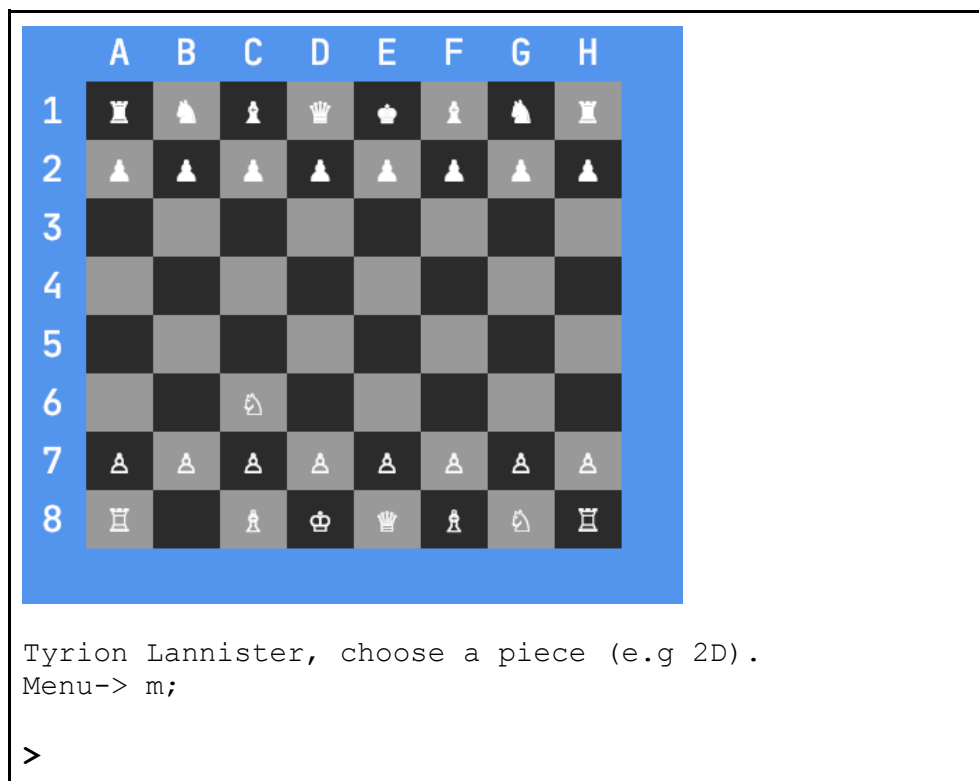 A B C D E F G H
1 ♜ ♞ ♝ ♛ ♚ ♝ ♞ ♜
2 ♟ ♟ ♟ ♟ ♟ ♟ ♟ ♟
3
4
5
6 ♘
7 ♙ ♙ ♙ ♙ ♙ ♙ ♙ ♙
8 ♖ ♗ ♔ ♕ ♗ ♘ ♖
Tyrion Lannister, choose a piece (e.g 2D).
Menu-> m;
>